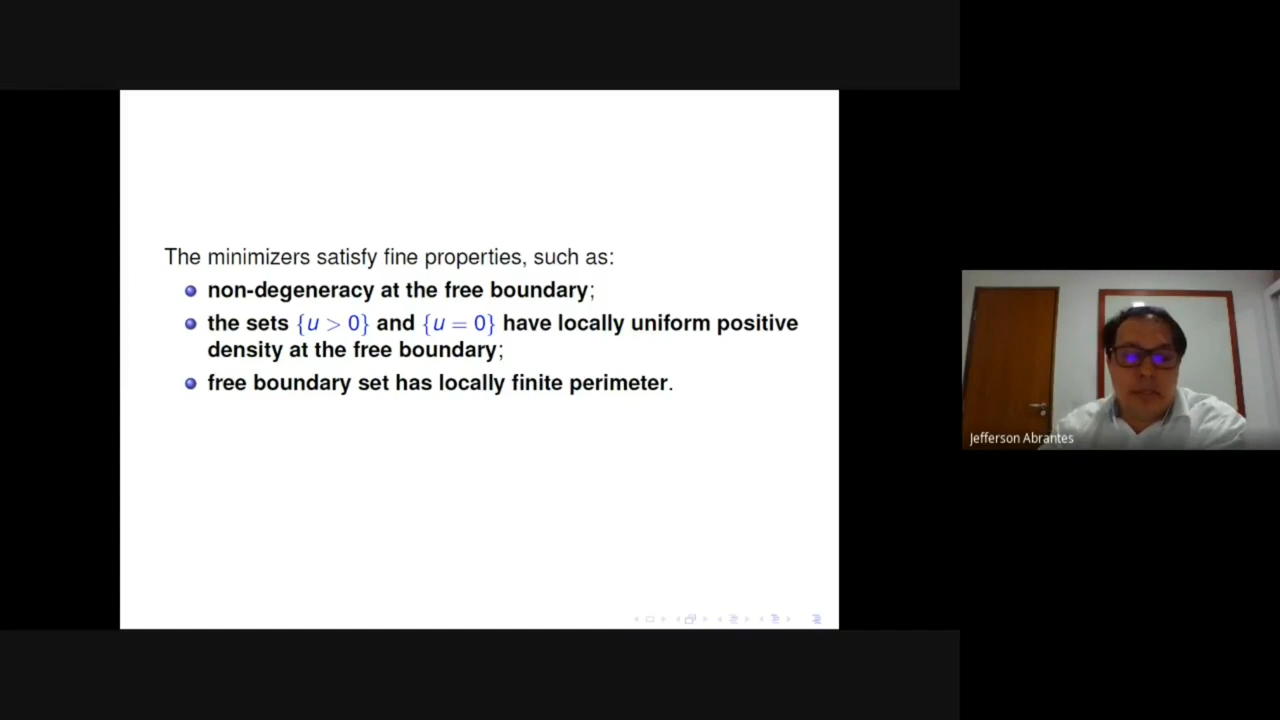 The minimizers satisfy fine properties, such as:
non-degeneracy at the free boundary;
the sets {u > 0} and {u = 0} have locally uniform positive
density at the free boundary;
free boundary set has locally finite perimeter.
Jefferson Abrantes